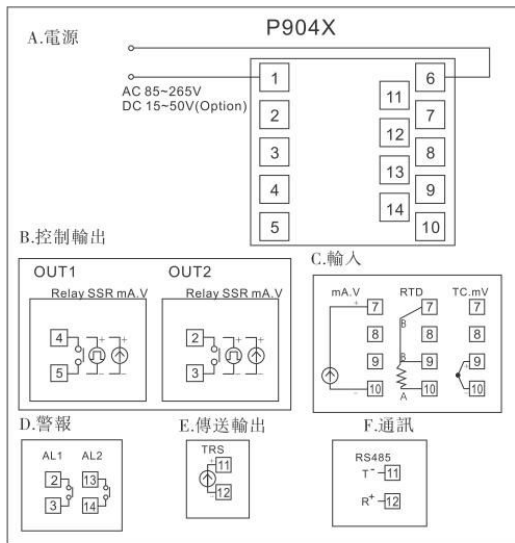 P904X
A.電源
AC 85~265V
DC 15~50V(Option)
1
2
3
4
5
11
12
13
14
6
7
8
9
10
B.控制輸出
OUT1
Relay SSR mA.V
4
5
+
+
-
-
OUT2
Relay SSR mA.V
2
3
+
+
-
-
C.輸入
mA.V
+
7
8
9
-
10
RTD
7
B
8
B
9
A
10
TC.mV
7
8
+
9
-
10
D.警報
AL1
2
3
AL2
13
14
E.傳送輸出
TRS
+
11
-
12
F.通訊
RS485
T- 11
R+ 12